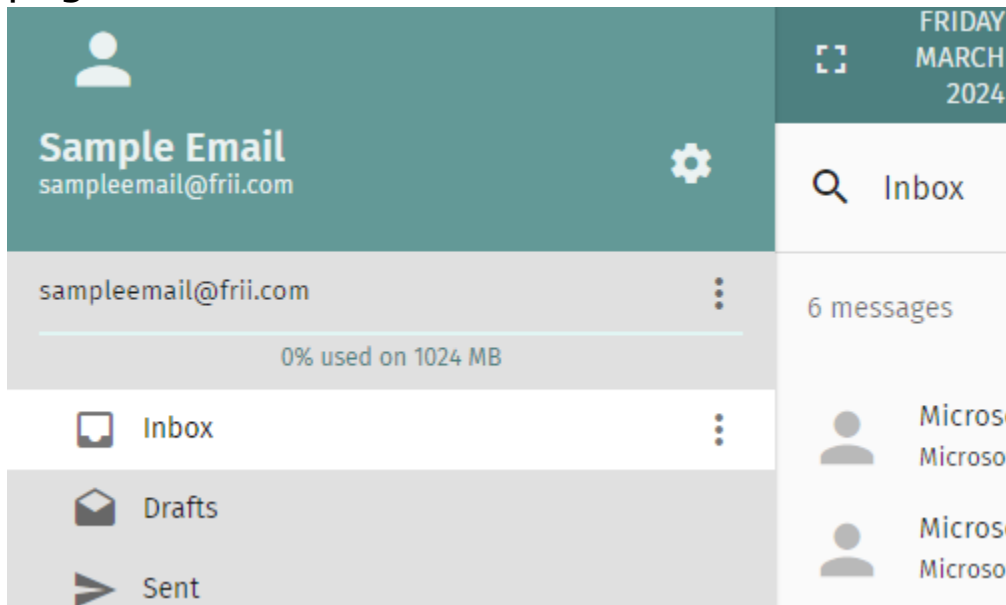 Sample Email
sampleemail@frii.com
sampleemail@frii.com
0% used on 1024 MB
Inbox
Drafts
Sent
FRIDAY
MARCH
2024
Inbox
6 messages